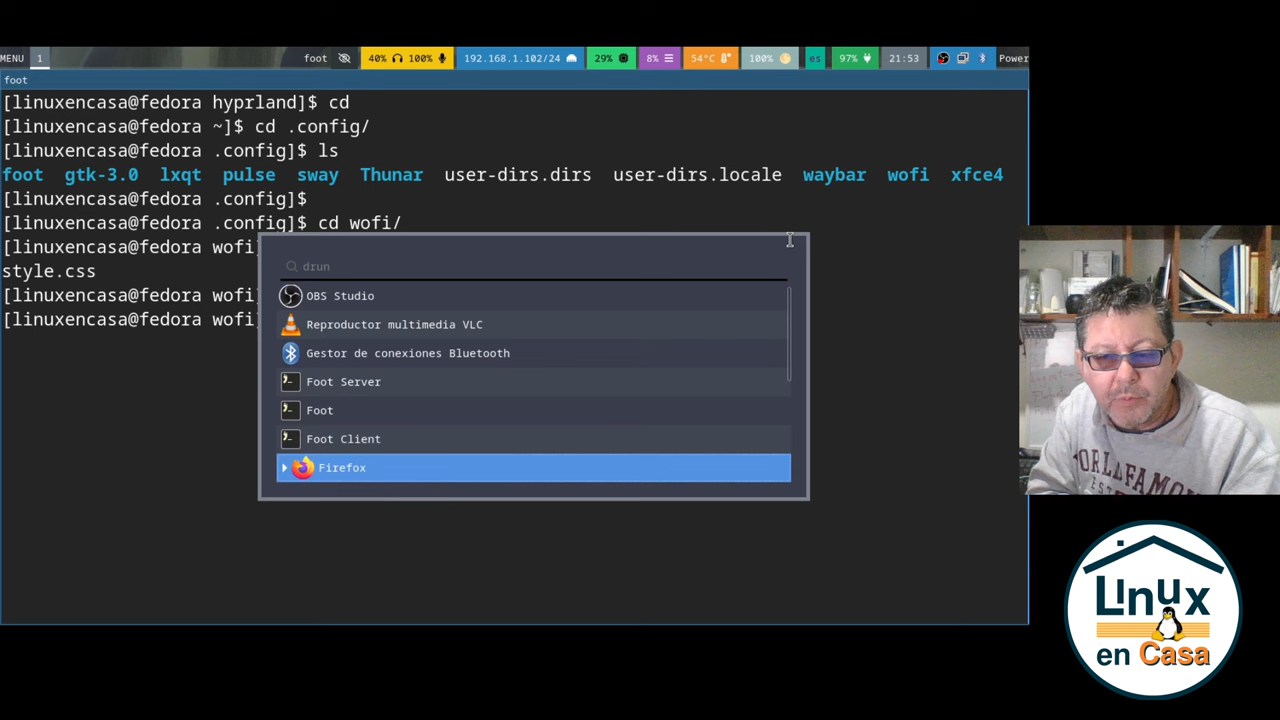 MENU 1 foot 40% 100% 192.168.1.102/24 29% 8% 54°C 100% es 97% 21:53 Power
foot
[linuxencasa@fedora hyprland]$ cd
[linuxencasa@fedora ~]$ cd .config/
[linuxencasa@fedora .config]$ ls
foot gtk-3.0 lxqt pulse sway Thunar user-dirs.dirs user-dirs.locale waybar wofi xfce4
[linuxencasa@fedora .config]$
[linuxencasa@fedora .config]$ cd wofi/
[linuxencasa@fedora wofi]
style.css
[linuxencasa@fedora wofi]
[linuxencasa@fedora wofi]
drun
OBS Studio
Reproductor multimedia VLC
Gestor de conexiones Bluetooth
Foot Server
Foot
Foot Client
Firefox
LInux
en Casa